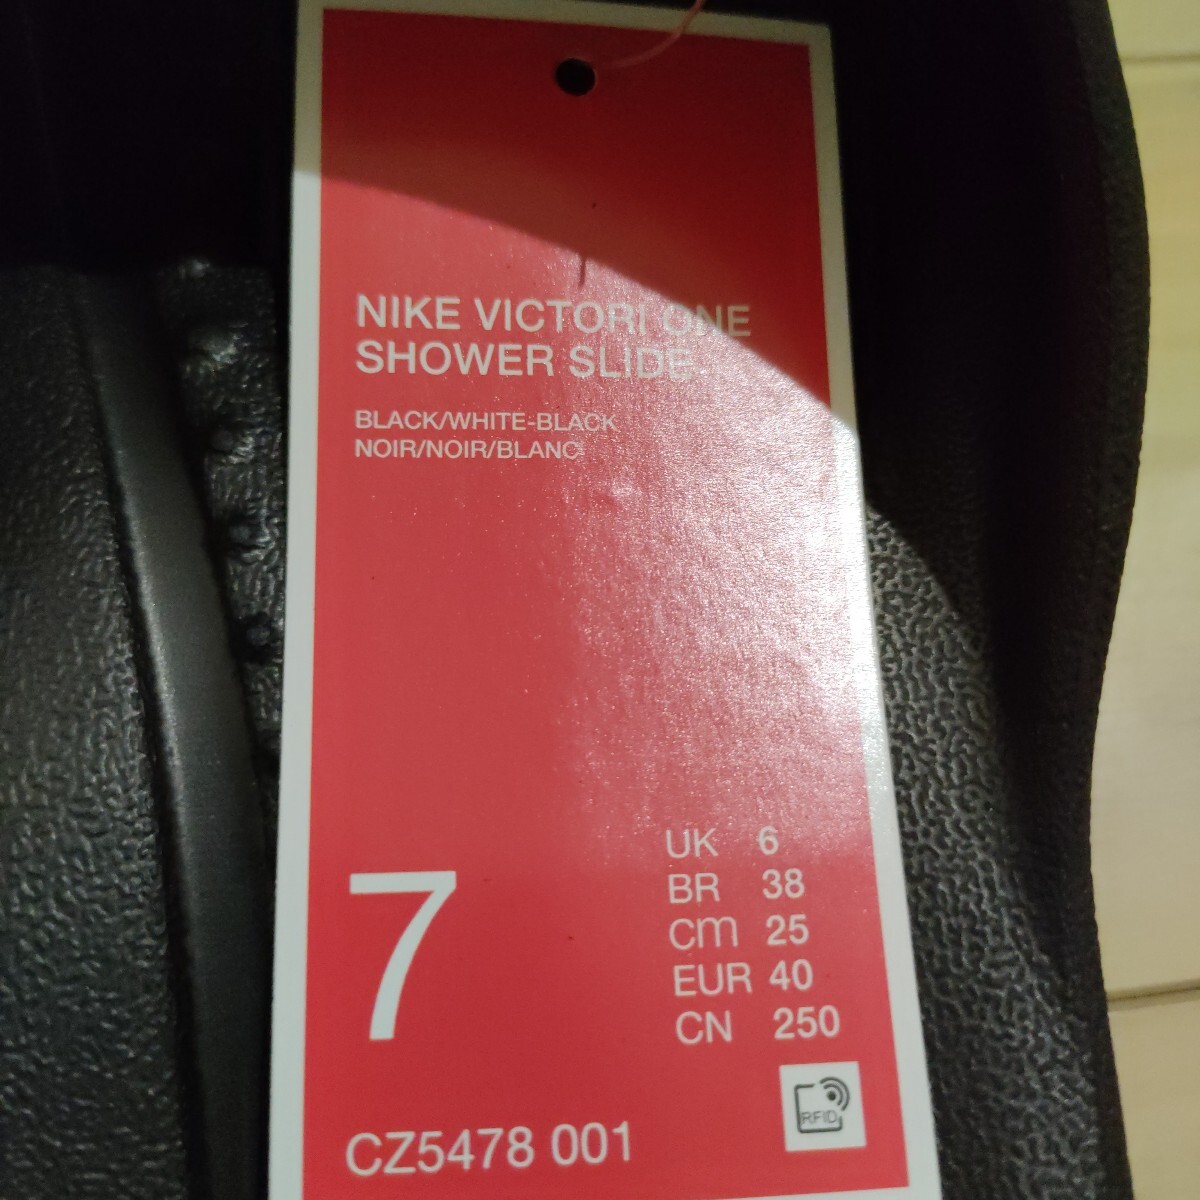 NIKE VICTORI ONE
SHOWER SLIDE
BLACK/WHITE-BLACK
NOIR/NOIR/BLANC
7
UK 6
BR 38
cm 25
EUR 40
CN 250
RFID
CZ5478 001